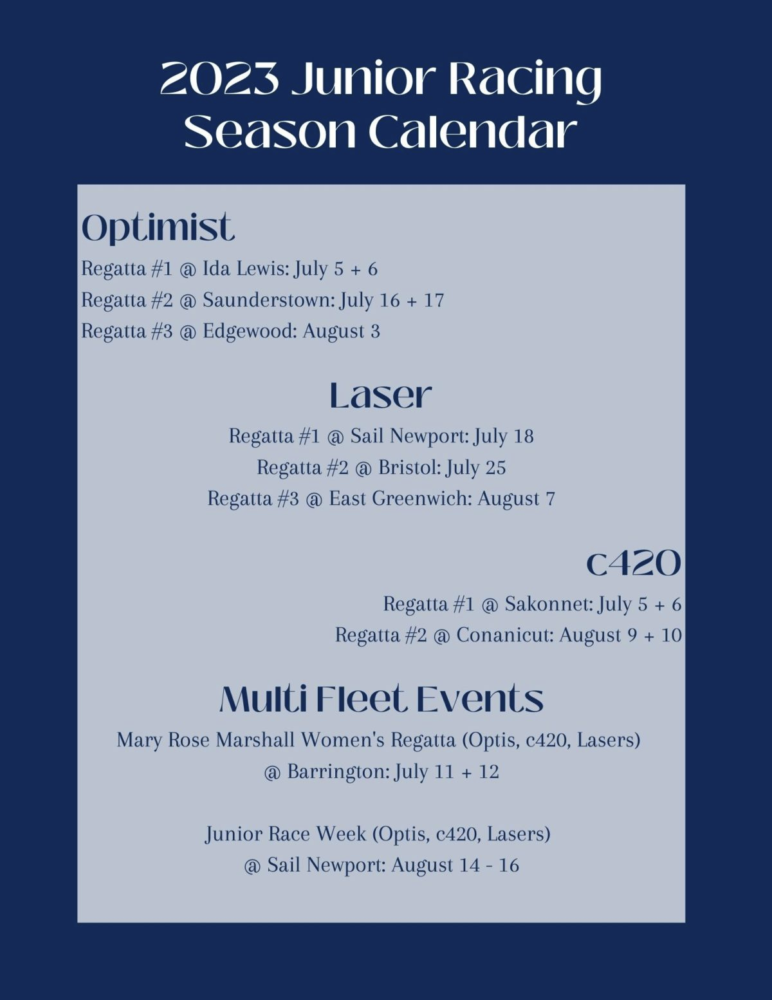 2023 Junior Racing
Season Calendar
Optimist
Regatta #1 @ Ida Lewis: July 5 + 6
Regatta #2 @ Saunderstown: July 16 + 17
Regatta #3 @ Edgewood: August 3
Laser
Regatta #1 @ Sail Newport: July 18
Regatta #2 @ Bristol: July 25
Regatta #3 @ East Greenwich: August 7
c420
Regatta #1 @ Sakonnet: July 5 + 6
Regatta #2 @ Conanicut: August 9 + 10
Multi Fleet Events
Mary Rose Marshall Women's Regatta (Optis, c420, Lasers)
@ Barrington: July 11 + 12
Junior Race Week (Optis, c420, Lasers)
@ Sail Newport: August 14 - 16